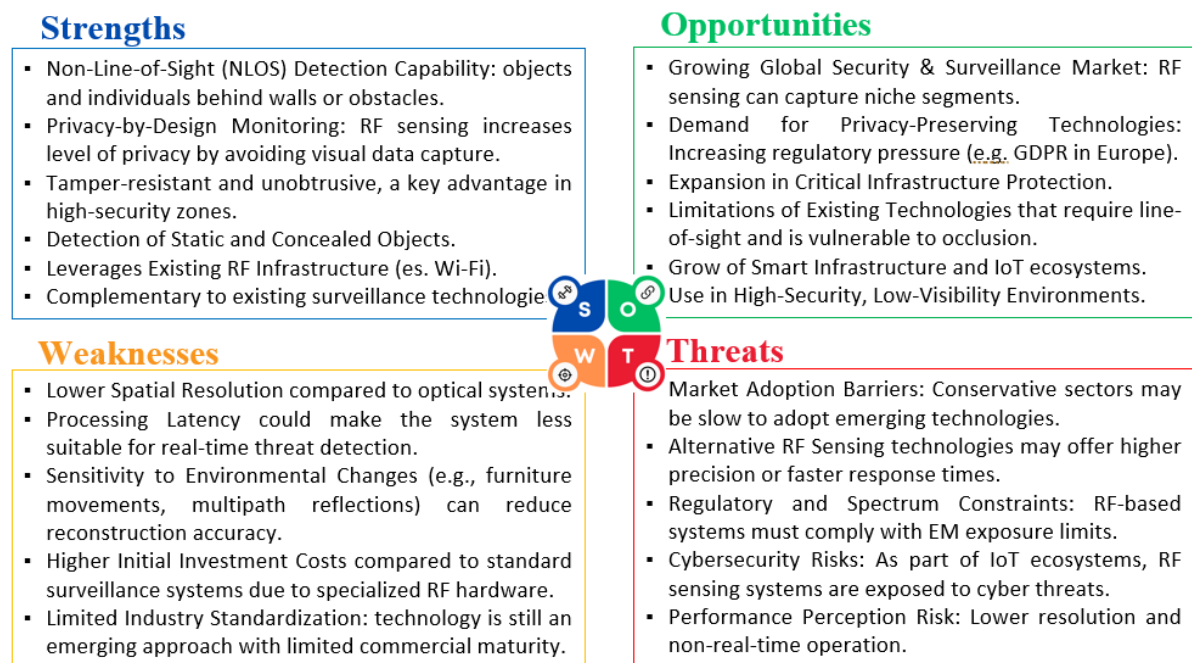 Strengths
▪ Non-Line-of-Sight (NLOS) Detection Capability: objects
and individuals behind walls or obstacles.
▪ Privacy-by-Design Monitoring: RF sensing increases
level of privacy by avoiding visual data capture.
▪ Tamper-resistant and unobtrusive, a key advantage in
high-security zones.
▪ Detection of Static and Concealed Objects.
▪ Leverages Existing RF Infrastructure (es. Wi-Fi).
▪ Complementary to existing surveillance technologie
Opportunities
▪ Growing Global Security & Surveillance Market: RF
sensing can capture niche segments.
▪ Demand for Privacy-Preserving Technologies:
Increasing regulatory pressure (e.g. GDPR in Europe).
▪ Expansion in Critical Infrastructure Protection.
▪ Limitations of Existing Technologies that require line-
of-sight and is vulnerable to occlusion.
▪ Grow of Smart Infrastructure and IoT ecosystems.
Use in High-Security, Low-Visibility Environments.
S O
W T
Weaknesses
▪ Lower Spatial Resolution compared to optical systems.
▪ Processing Latency could make the system less
suitable for real-time threat detection.
▪ Sensitivity to Environmental Changes (e.g., furniture
movements, multipath reflections) can reduce
reconstruction accuracy.
▪ Higher Initial Investment Costs compared to standard
surveillance systems due to specialized RF hardware.
▪ Limited Industry Standardization: technology is still an
emerging approach with limited commercial maturity.
Threats
Market Adoption Barriers: Conservative sectors may
be slow to adopt emerging technologies.
▪ Alternative RF Sensing technologies may offer higher
precision or faster response times.
▪ Regulatory and Spectrum Constraints: RF-based
systems must comply with EM exposure limits.
▪ Cybersecurity Risks: As part of IoT ecosystems, RF
sensing systems are exposed to cyber threats.
▪ Performance Perception Risk: Lower resolution and
non-real-time operation.